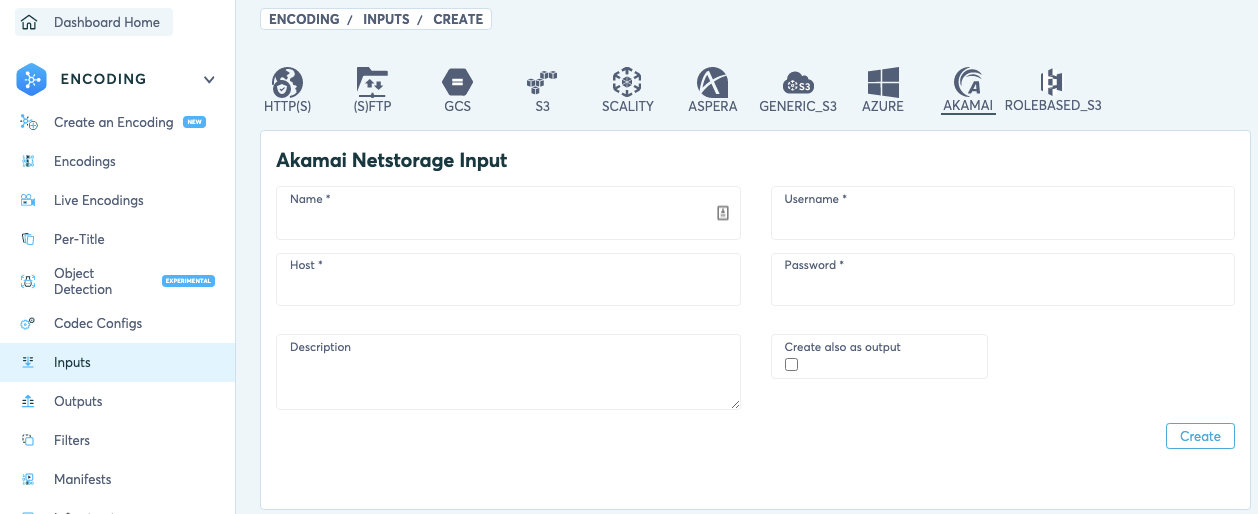 Dashboard Home
ENCODING
Create an Encoding NEW
Encodings
Live Encodings
Per-Title
Object
Detection
EXPERIMENTAL
Codec Configs
Inputs
Outputs
Filters
Manifests
ENCODING / INPUTS / CREATE
HTTP(S)
(S)FTP
GCS
S3
SCALITY
ASPERA
S3
GENERIC_S3
AZURE
AKAMAI
ROLEBASED_S3
Akamai Netstorage Input
Name *
Username *
Host *
Password *
Description
Create also as output
Create